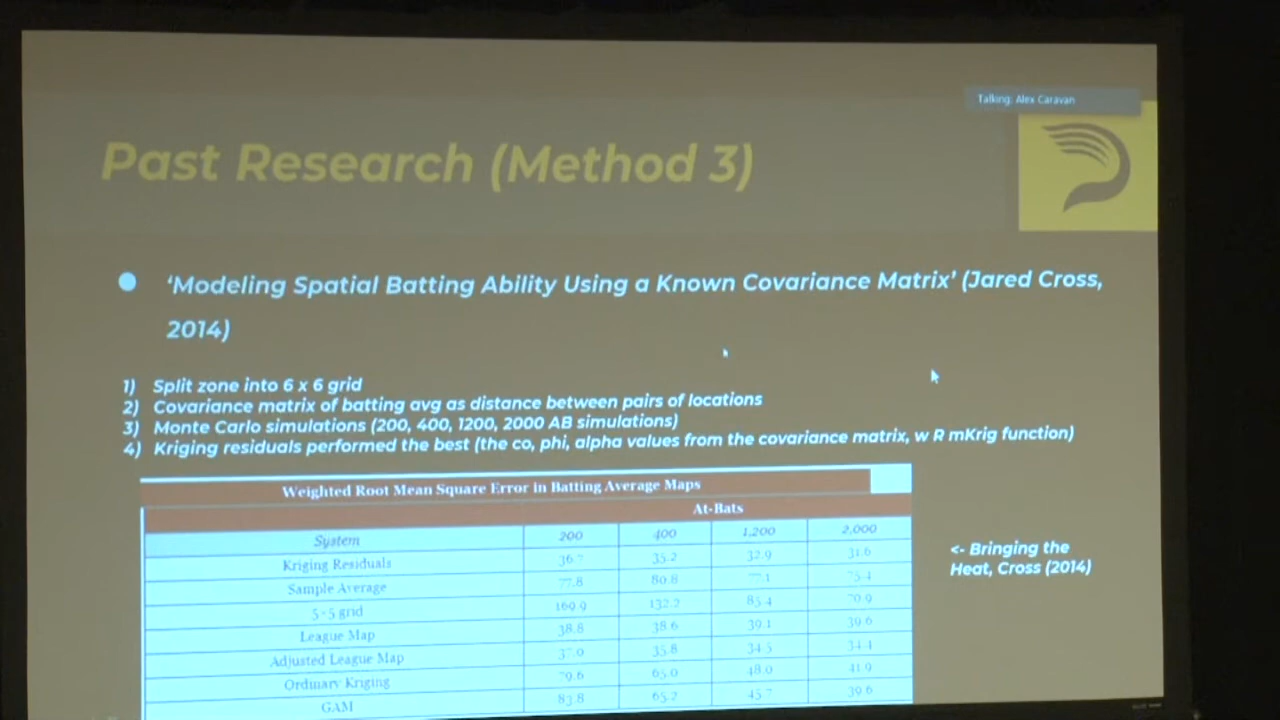 Talking: Alex Caravan
Past Research (Method 3)
● ‘Modeling Spatial Batting Ability Using a Known Covariance Matrix’ (Jared Cross,
2014)
1) Split zone into 6 x 6 grid
2) Covariance matrix of batting avg as distance between pairs of locations
3) Monte Carlo simulations (200, 400, 1200, 2000 AB simulations)
4) Kriging residuals performed the best (the co, phi, alpha values from the covariance matrix, w R mKrig function)
Weighted Root Mean Square Error in Batting Average Maps
At-Bats
System 200 400 1,200 2,000
Kriging Residuals 35.2 32.9 31.6
Sample Average 77.8 80.8 77.1 75.4
5-5 grid 160.9 132.2 85.4 70.9
League Map 38.8 38.6 39.1 39.6
Adjusted League Map 37.0 35.8 34.5 34.4
Ordinary Kriging 79.6 65.0 48.0 41.9
GAM 83.8 65.2 45.7 39.6
<- Bringing the
Heat, Cross (2014)